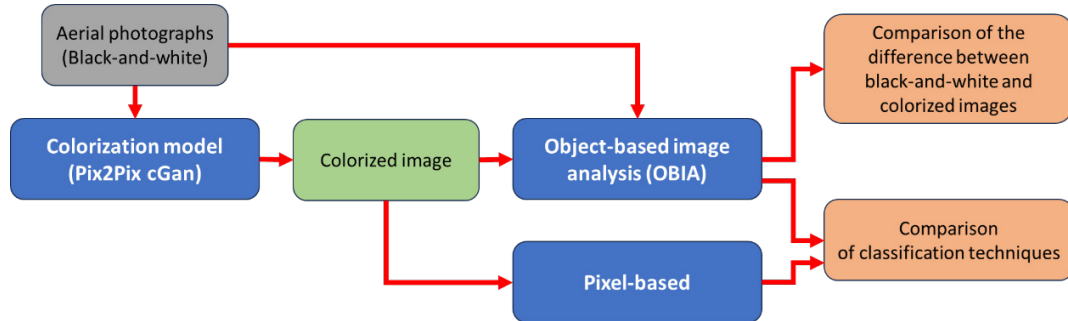 Aerial photographs
(Black-and-white)
Colorization model
(Pix2Pix cGan)
Colorized image
Object-based image
analysis (OBIA)
Pixel-based
Comparison of the
difference between
black-and-white and
colorized images
Comparison
of classification techniques